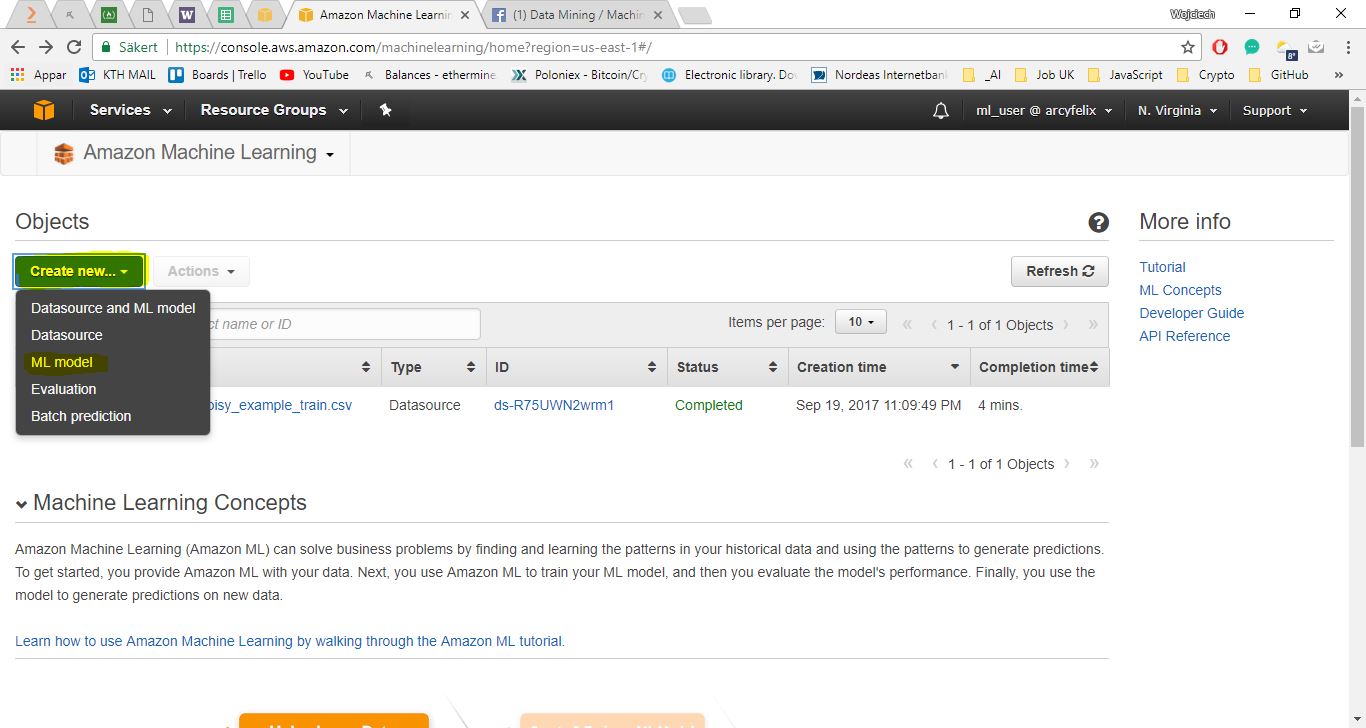 Amazon Machine Learnin
(1) Data Mining / Machin
Wojciech
Säkert
https://console.aws.amazon.com/machinelearning/home?region=us-east-1#/
8°
Appar
KTH MAIL
Boards | Trello
YouTube
Balances - ethermine
Poloniex - Bitcoin/Cry
Electronic library. Do
Nordeas Internetbank
_AI
Job UK
JavaScript
Crypto
GitHub
»
Services
Resource Groups
ml_user @ arcyfelix
N. Virginia
Support
Amazon Machine Learning
Objects
?
More info
Create new...
Actions
Refresh
Tutorial
ML Concepts
Developer Guide
API Reference
Datasource and ML model
Datasource
ML model
Evaluation
Batch prediction
ct name or ID
Items per page:
10
« ‹ 1 - 1 of 1 Objects › »
Type
ID
Status
Creation time
Completion time
oisy_example_train.csv
Datasource
ds-R75UWN2wrm1
Completed
Sep 19, 2017 11:09:49 PM
4 mins.
« ‹ 1 - 1 of 1 Objects › »
Machine Learning Concepts
Amazon Machine Learning (Amazon ML) can solve business problems by finding and learning the patterns in your historical data and using the patterns to generate predictions.
To get started, you provide Amazon ML with your data. Next, you use Amazon ML to train your ML model, and then you evaluate the model's performance. Finally, you use the
model to generate predictions on new data.
Learn how to use Amazon Machine Learning by walking through the Amazon ML tutorial.